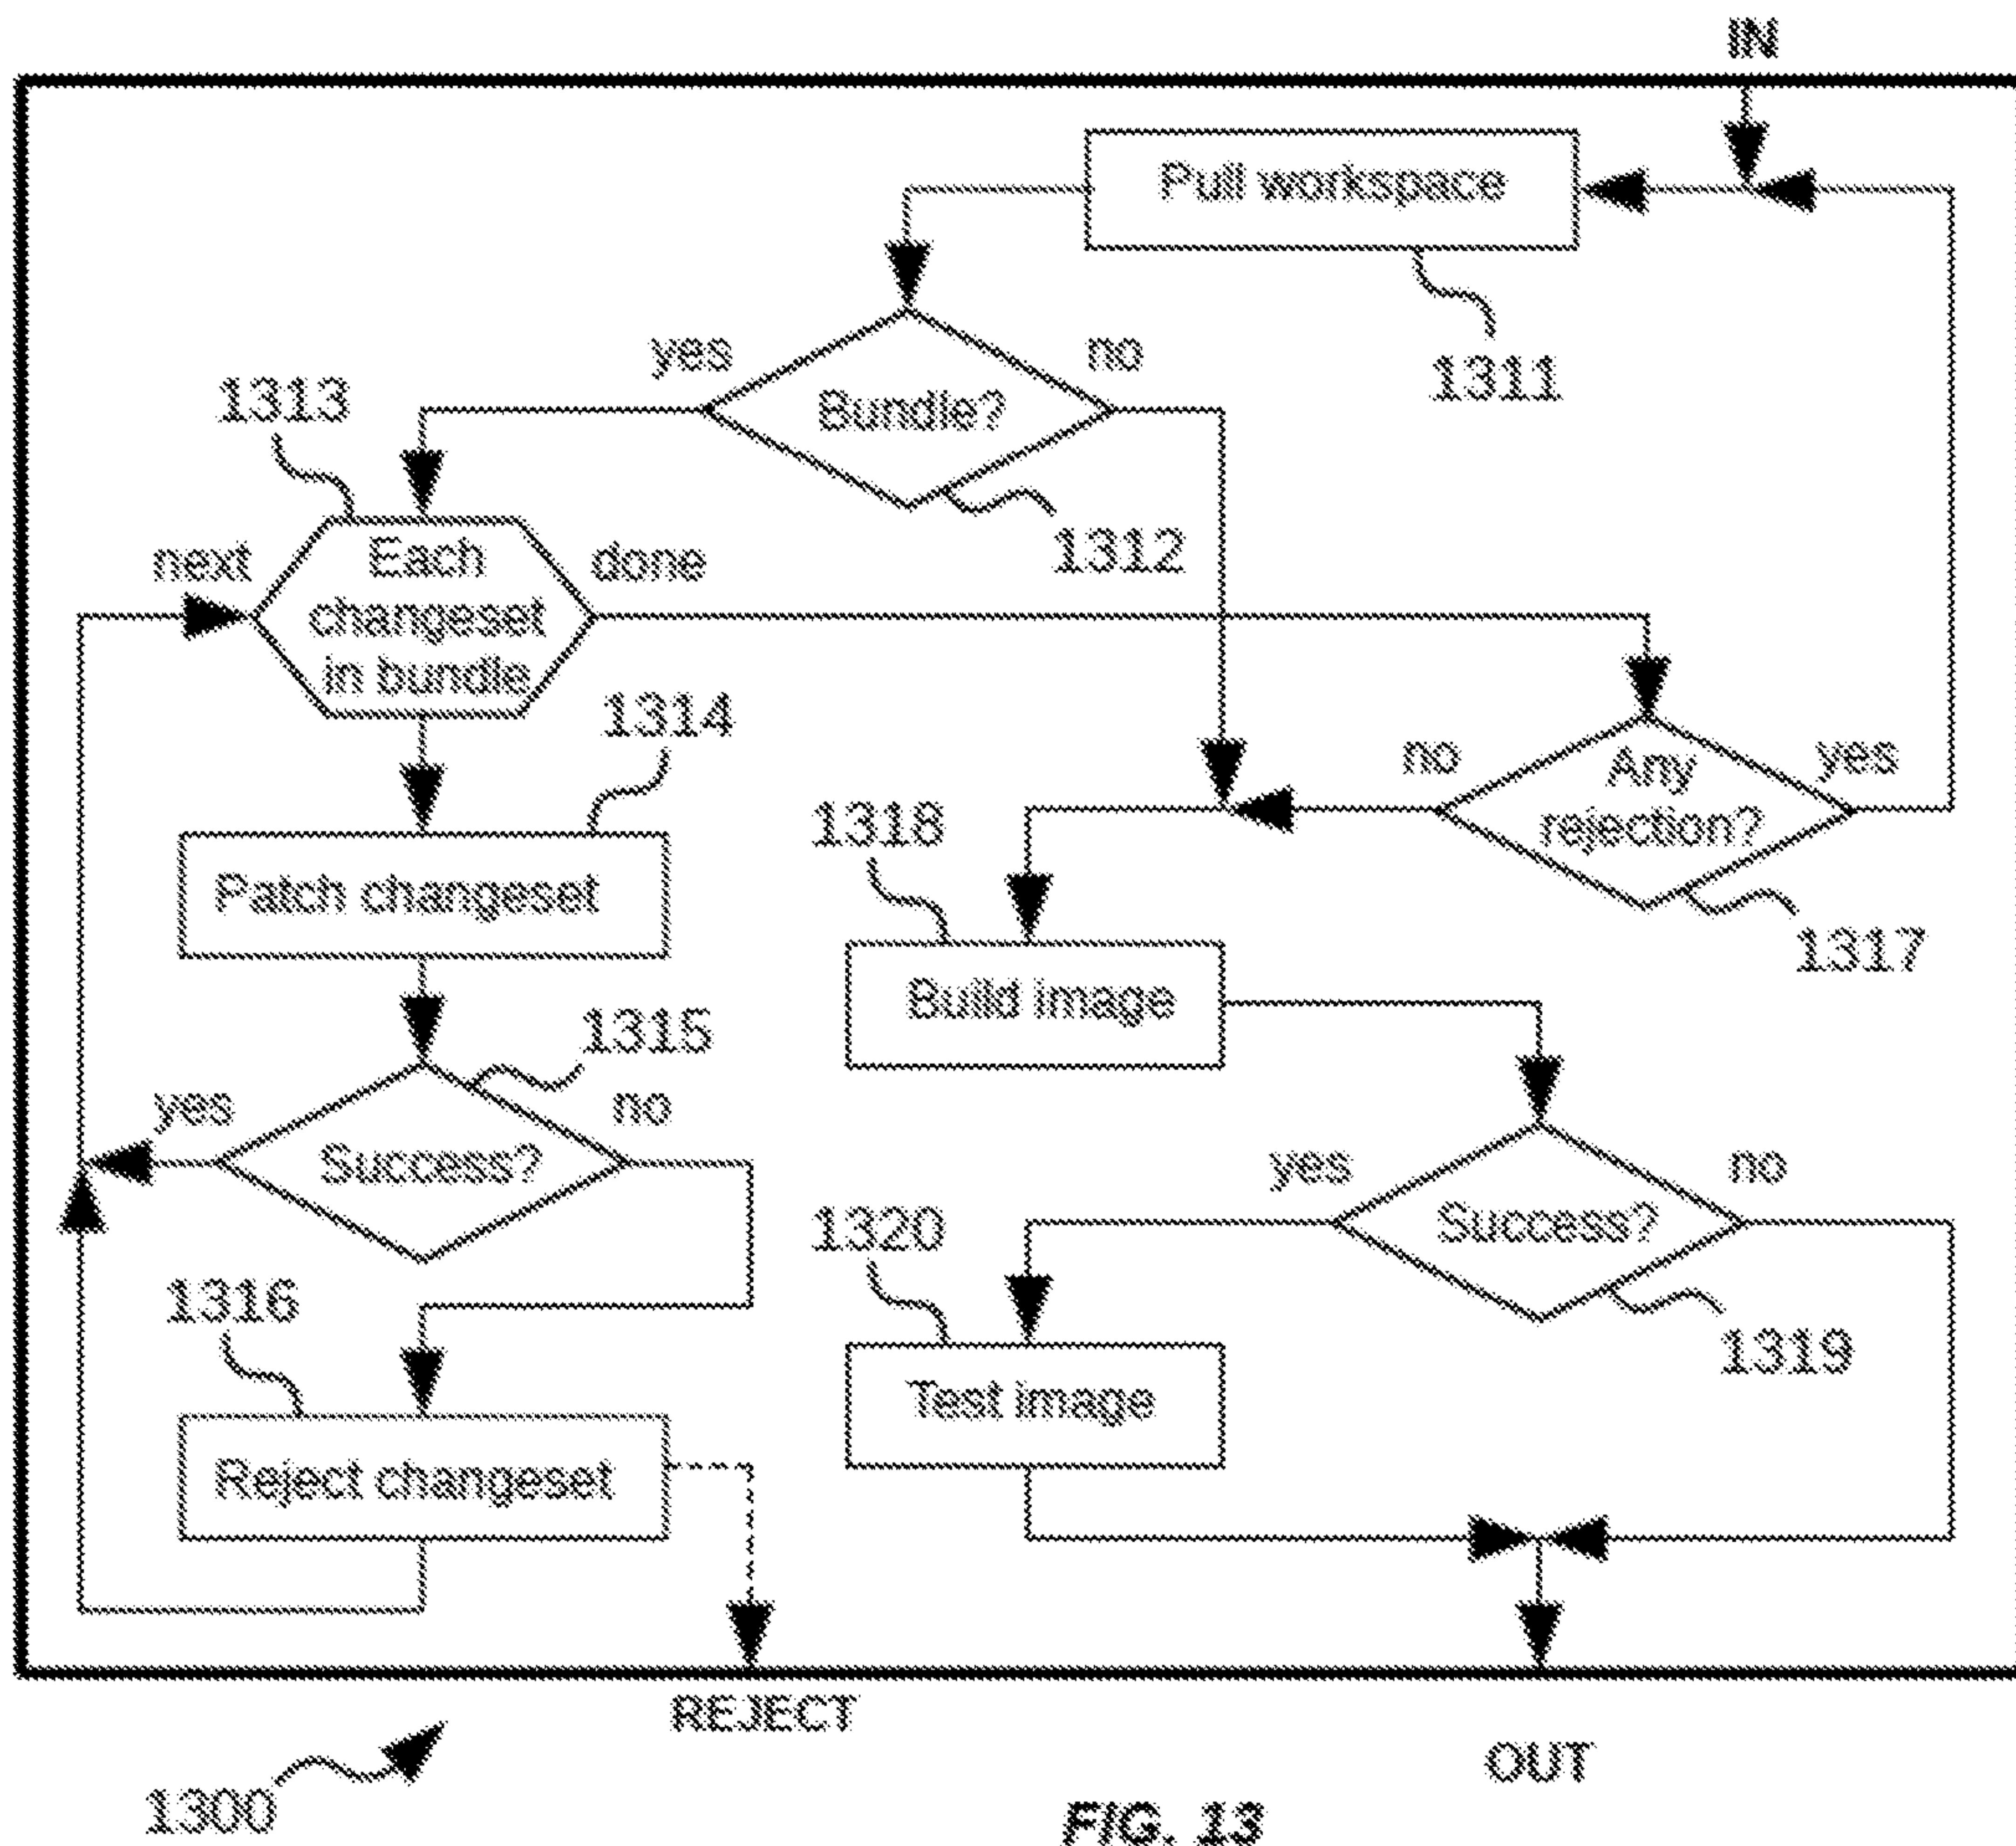 IN
Pull workspace
1311
yes
no
Bundle?
1312
1313
next
Each
changeset
in bundle
done
1314
Patch changeset
1315
yes
no
Success?
1316
Reject changeset
no
Any
rejection?
yes
1317
1318
Build image
yes
no
Success?
1319
1320
Test image
REJECT
OUT
1300
FIG. 13